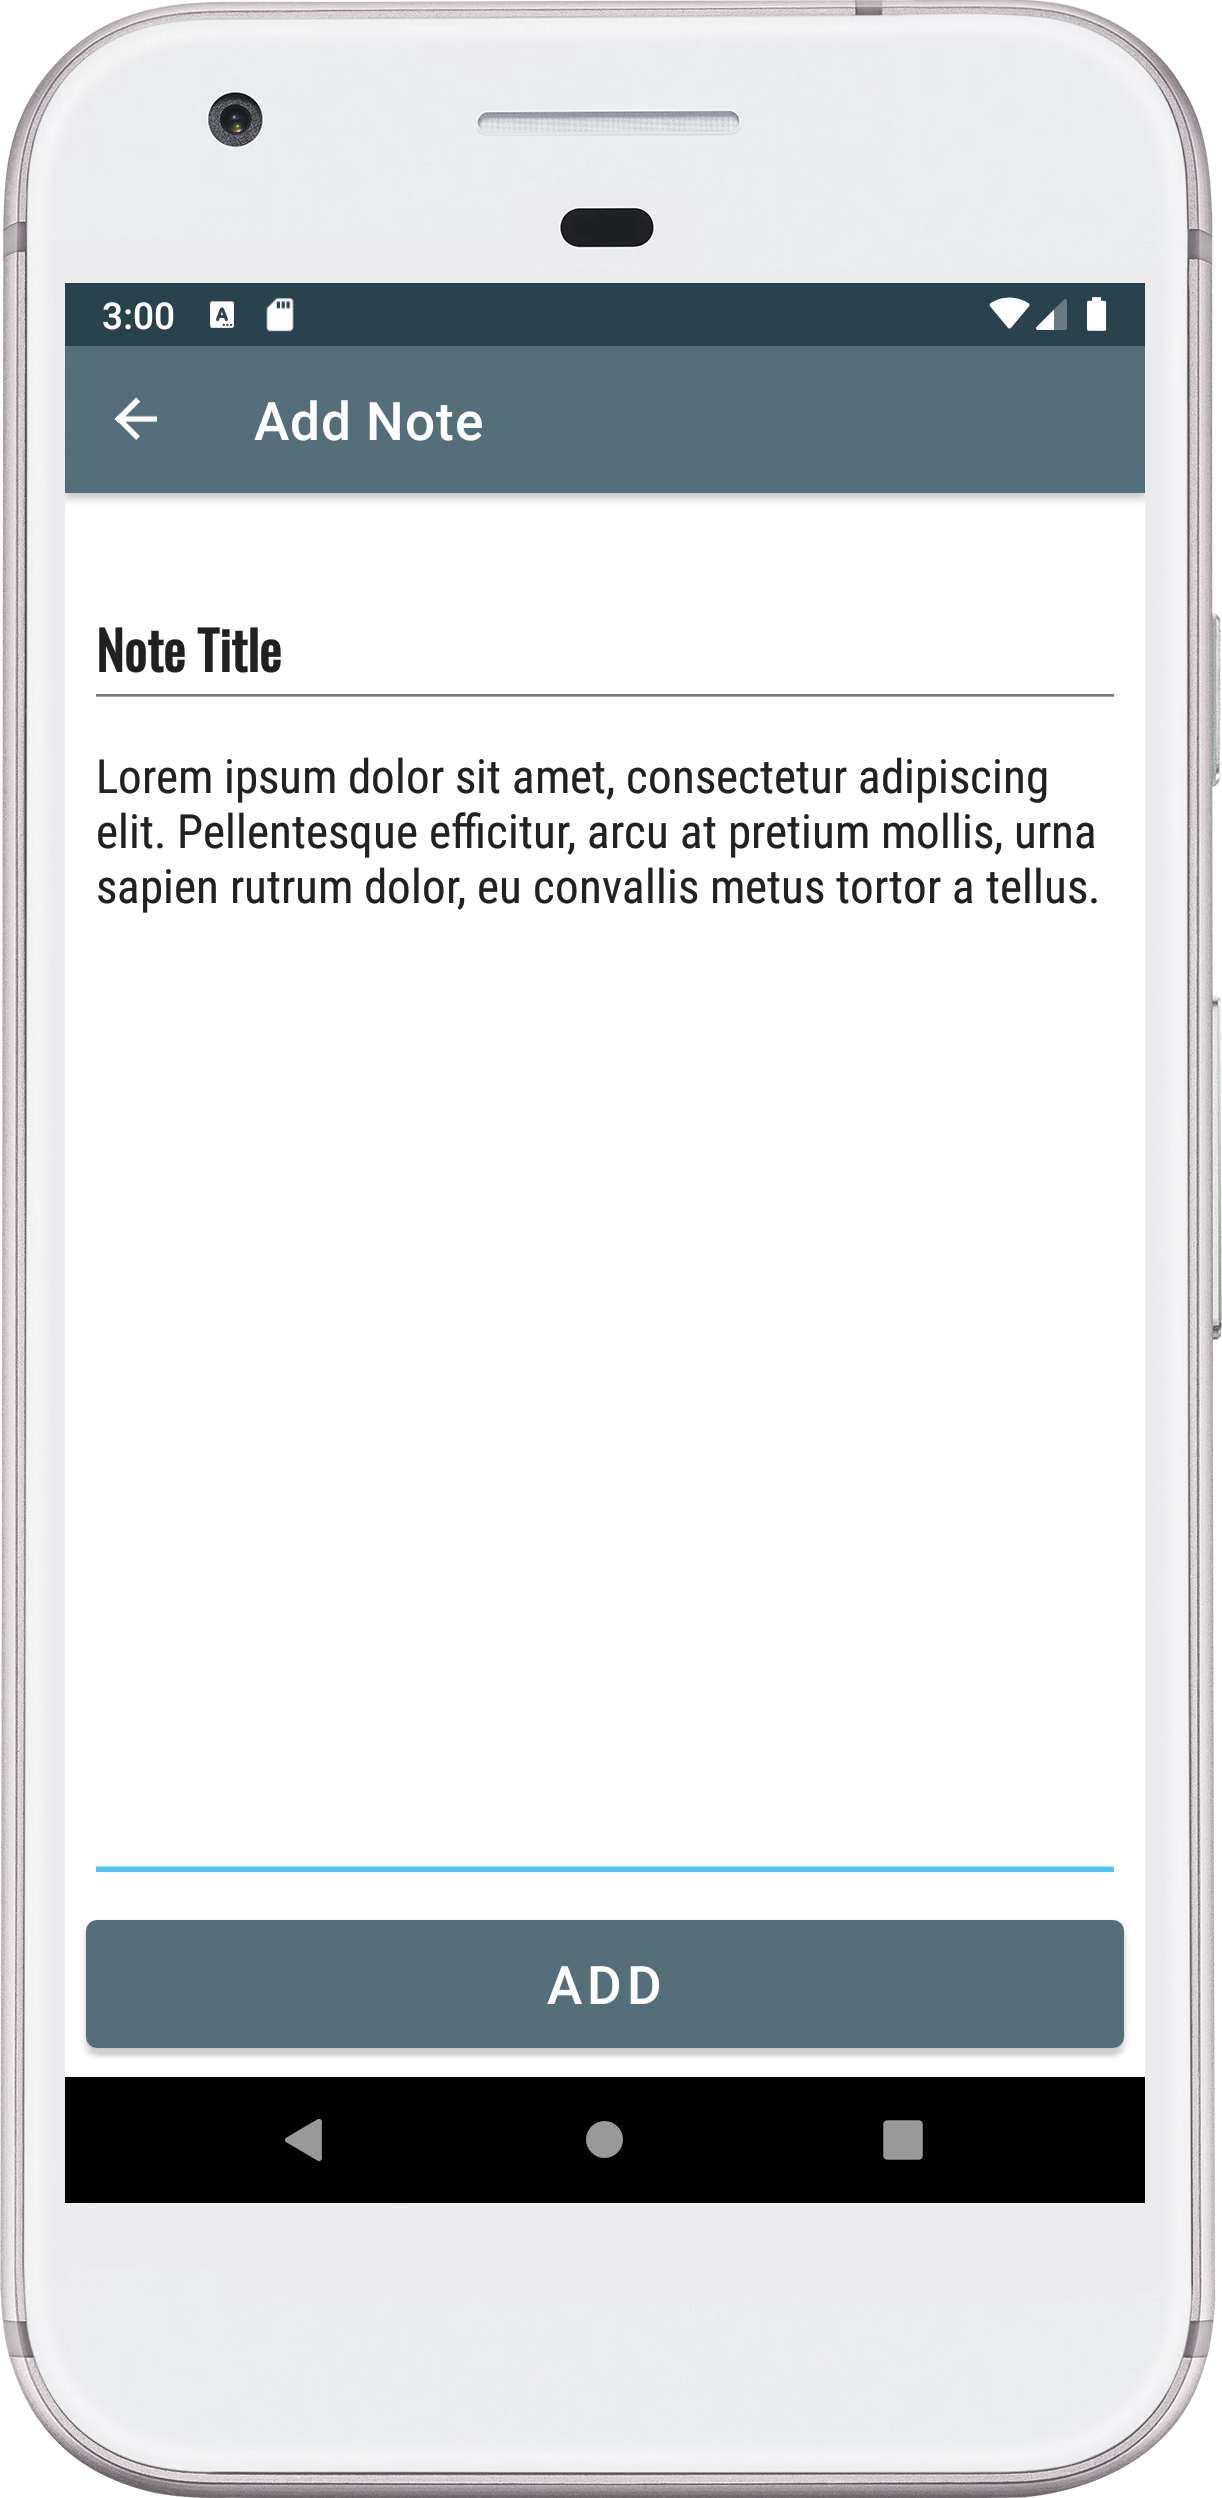 3:00
Add Note
Note Title
Lorem ipsum dolor sit amet, consectetur adipiscing
elit. Pellentesque efficitur, arcu at pretium mollis, urna
sapien rutrum dolor, eu convallis metus tortor a tellus.
ADD